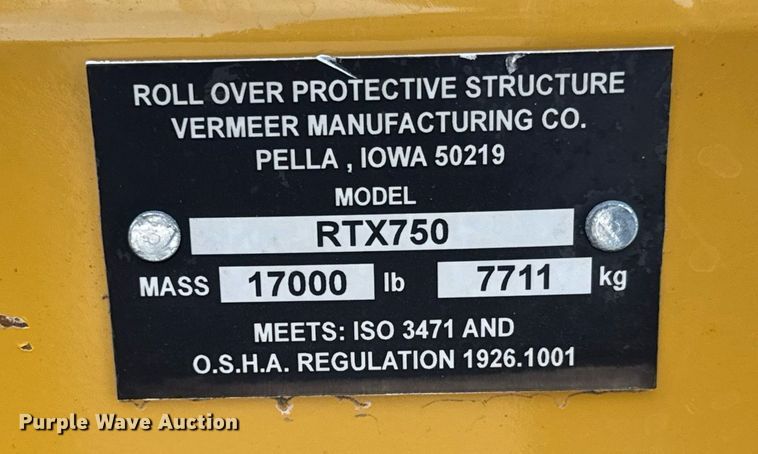 ROLL OVER PROTECTIVE STRUCTURE
VERMEER MANUFACTURING CO.
PELLA , IOWA 50219
MODEL
RTX750
MASS 17000 lb 7711 kg
MEETS: ISO 3471 AND
O.S.H.A. REGULATION 1926.1001
Purple Wave Auction